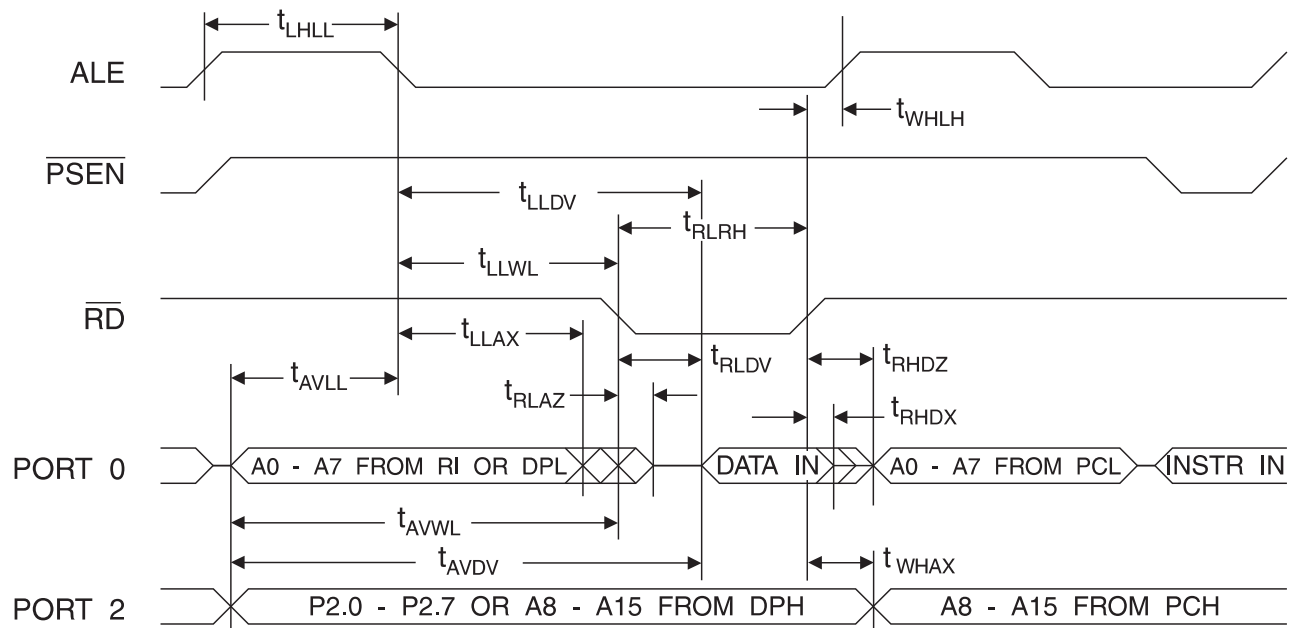 tLHLL
ALE
tWHLH
PSEN
tLLDV
tRLRH
tLLWL
RD
tLLAX
tRLDV
tRHDZ
tAVLL
tRLAZ
tRHDX
PORT 0
A0 - A7 FROM RI OR DPL
DATA IN
A0 - A7 FROM PCL
INSTR IN
tAVWL
tAVDV
tWHAX
PORT 2
P2.0 - P2.7 OR A8 - A15 FROM DPH
A8 - A15 FROM PCH